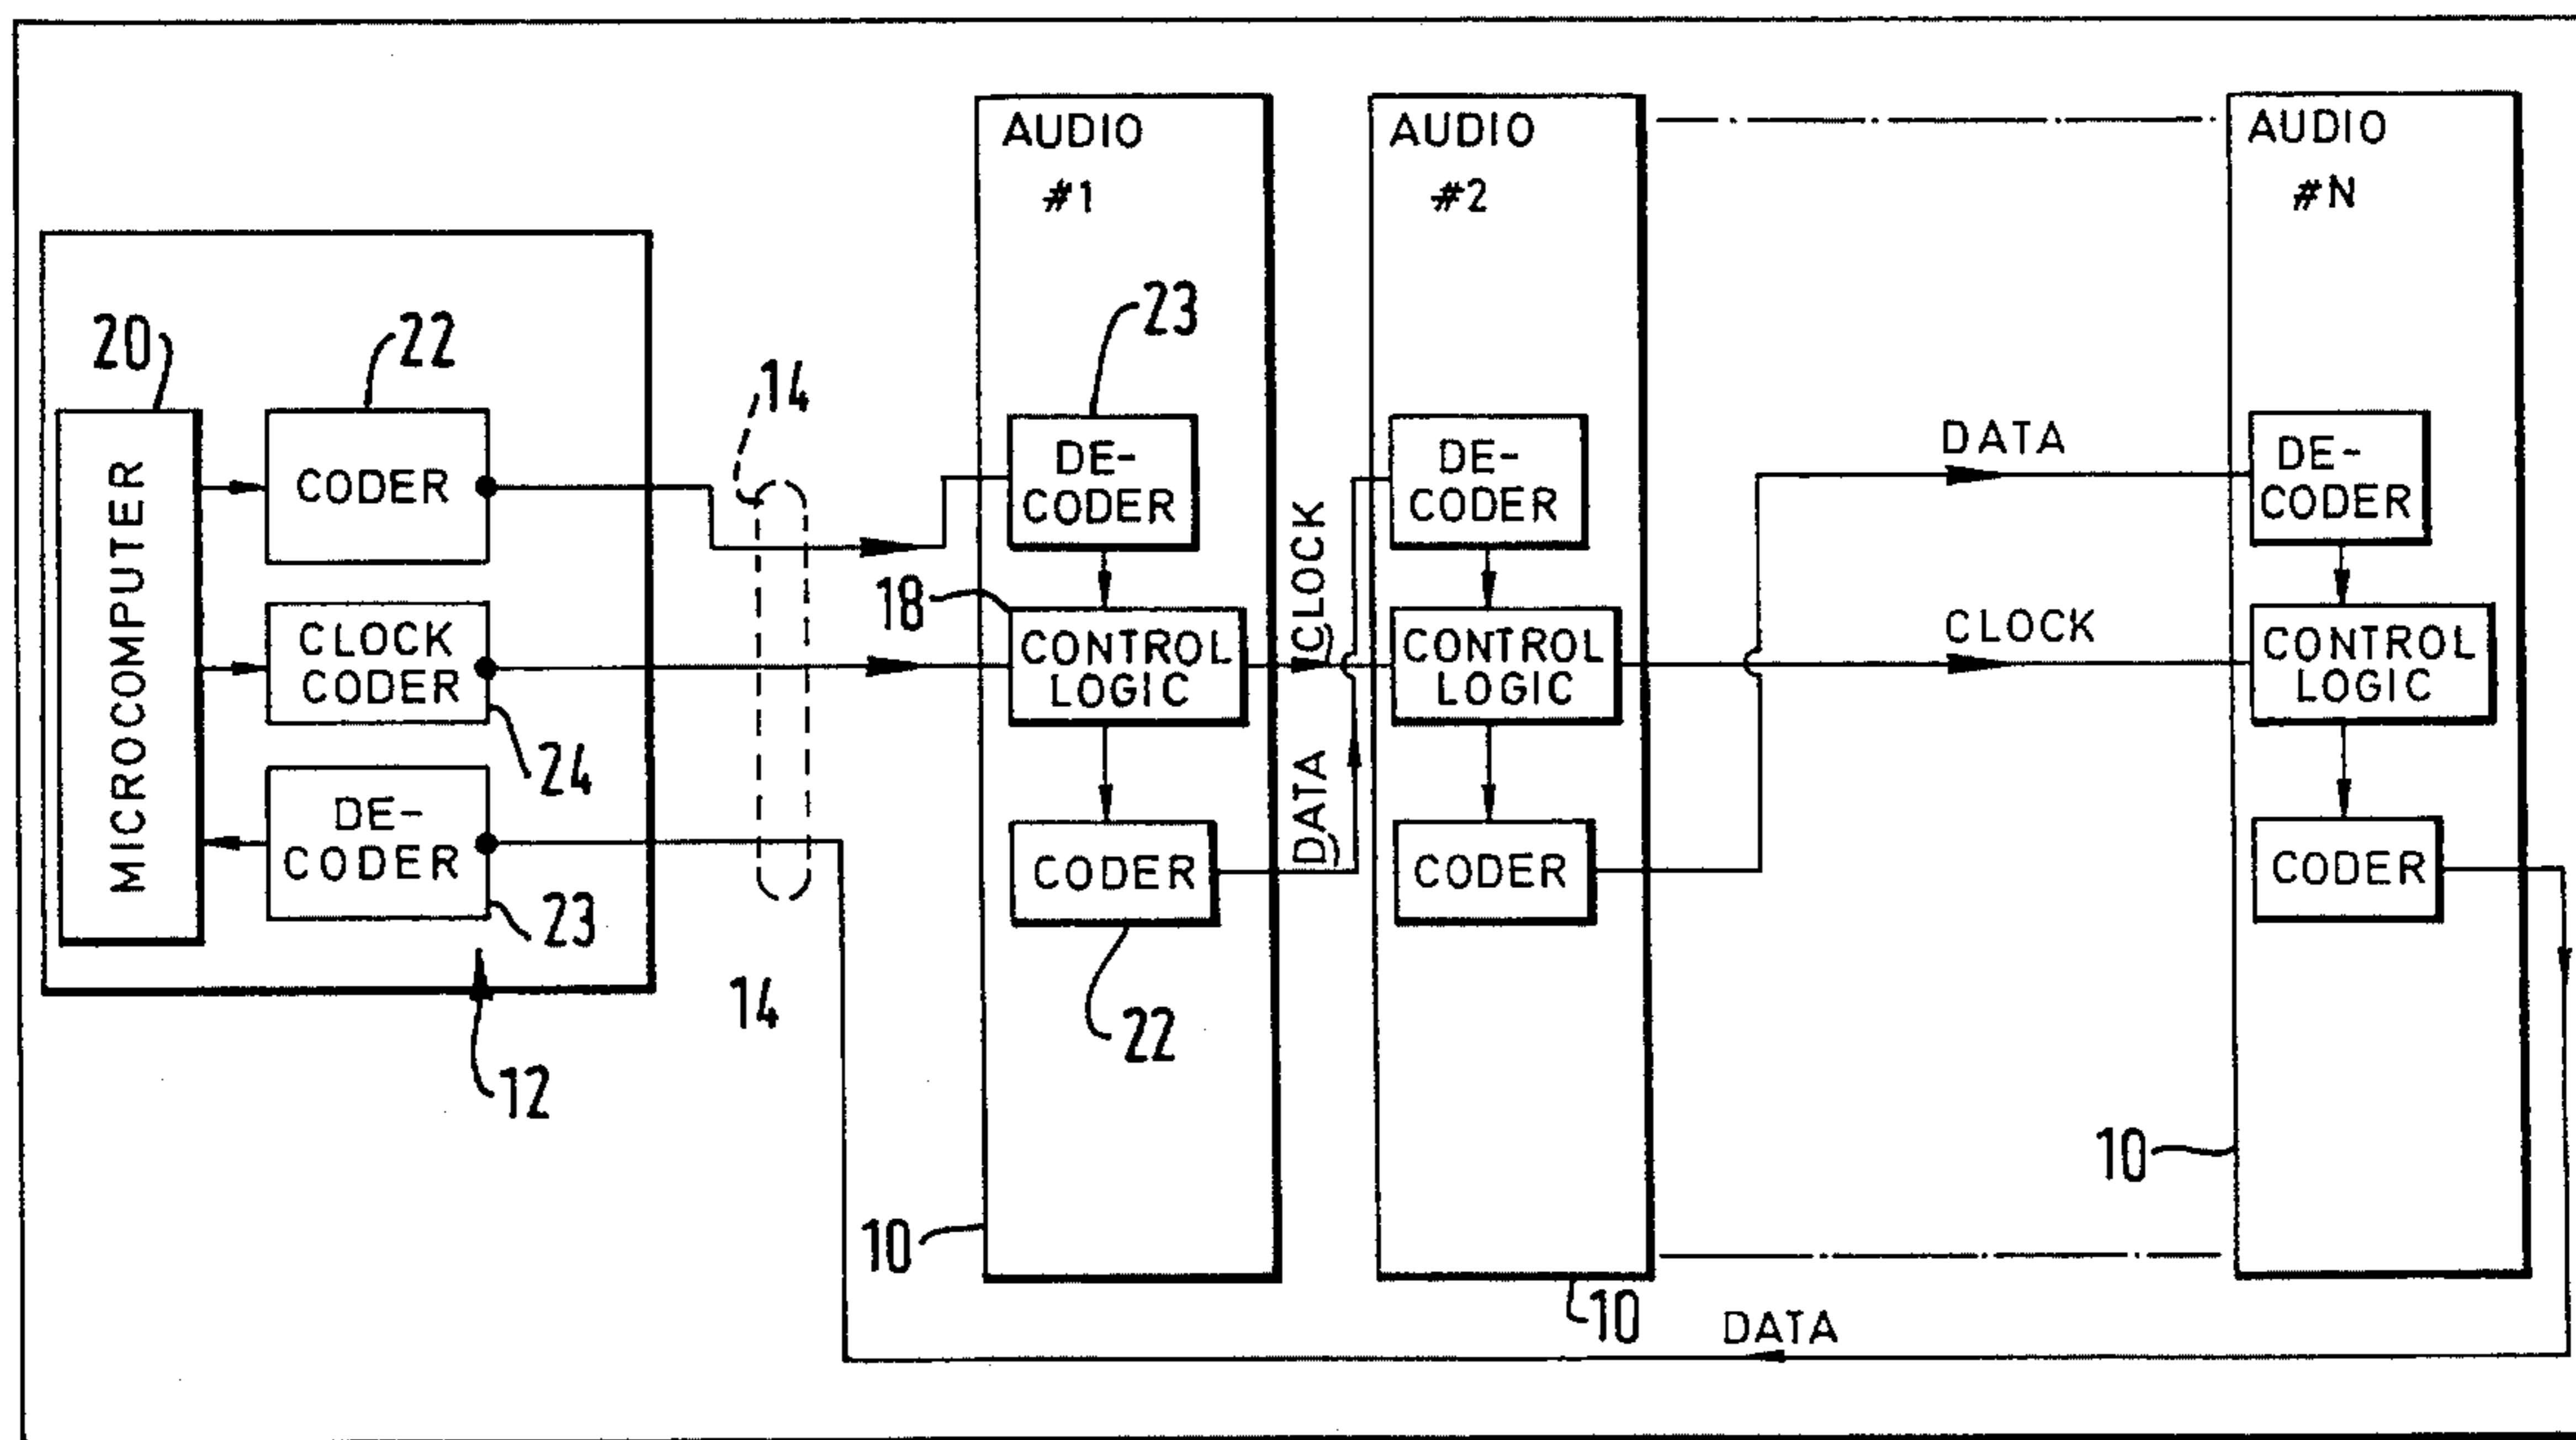 AUDIO
#1
AUDIO
#2
AUDIO
#N
20
22
14
23
MICROCOMPUTER
CODER
CLOCK
CODER
24
DE-
CODER
23
12
14
DE-
CODER
18
CONTROL
LOGIC
CODER
22
10
CLOCK
DATA
DE-
CODER
CONTROL
LOGIC
CODER
10
DATA
CLOCK
DE-
CODER
CONTROL
LOGIC
CODER
10
DATA